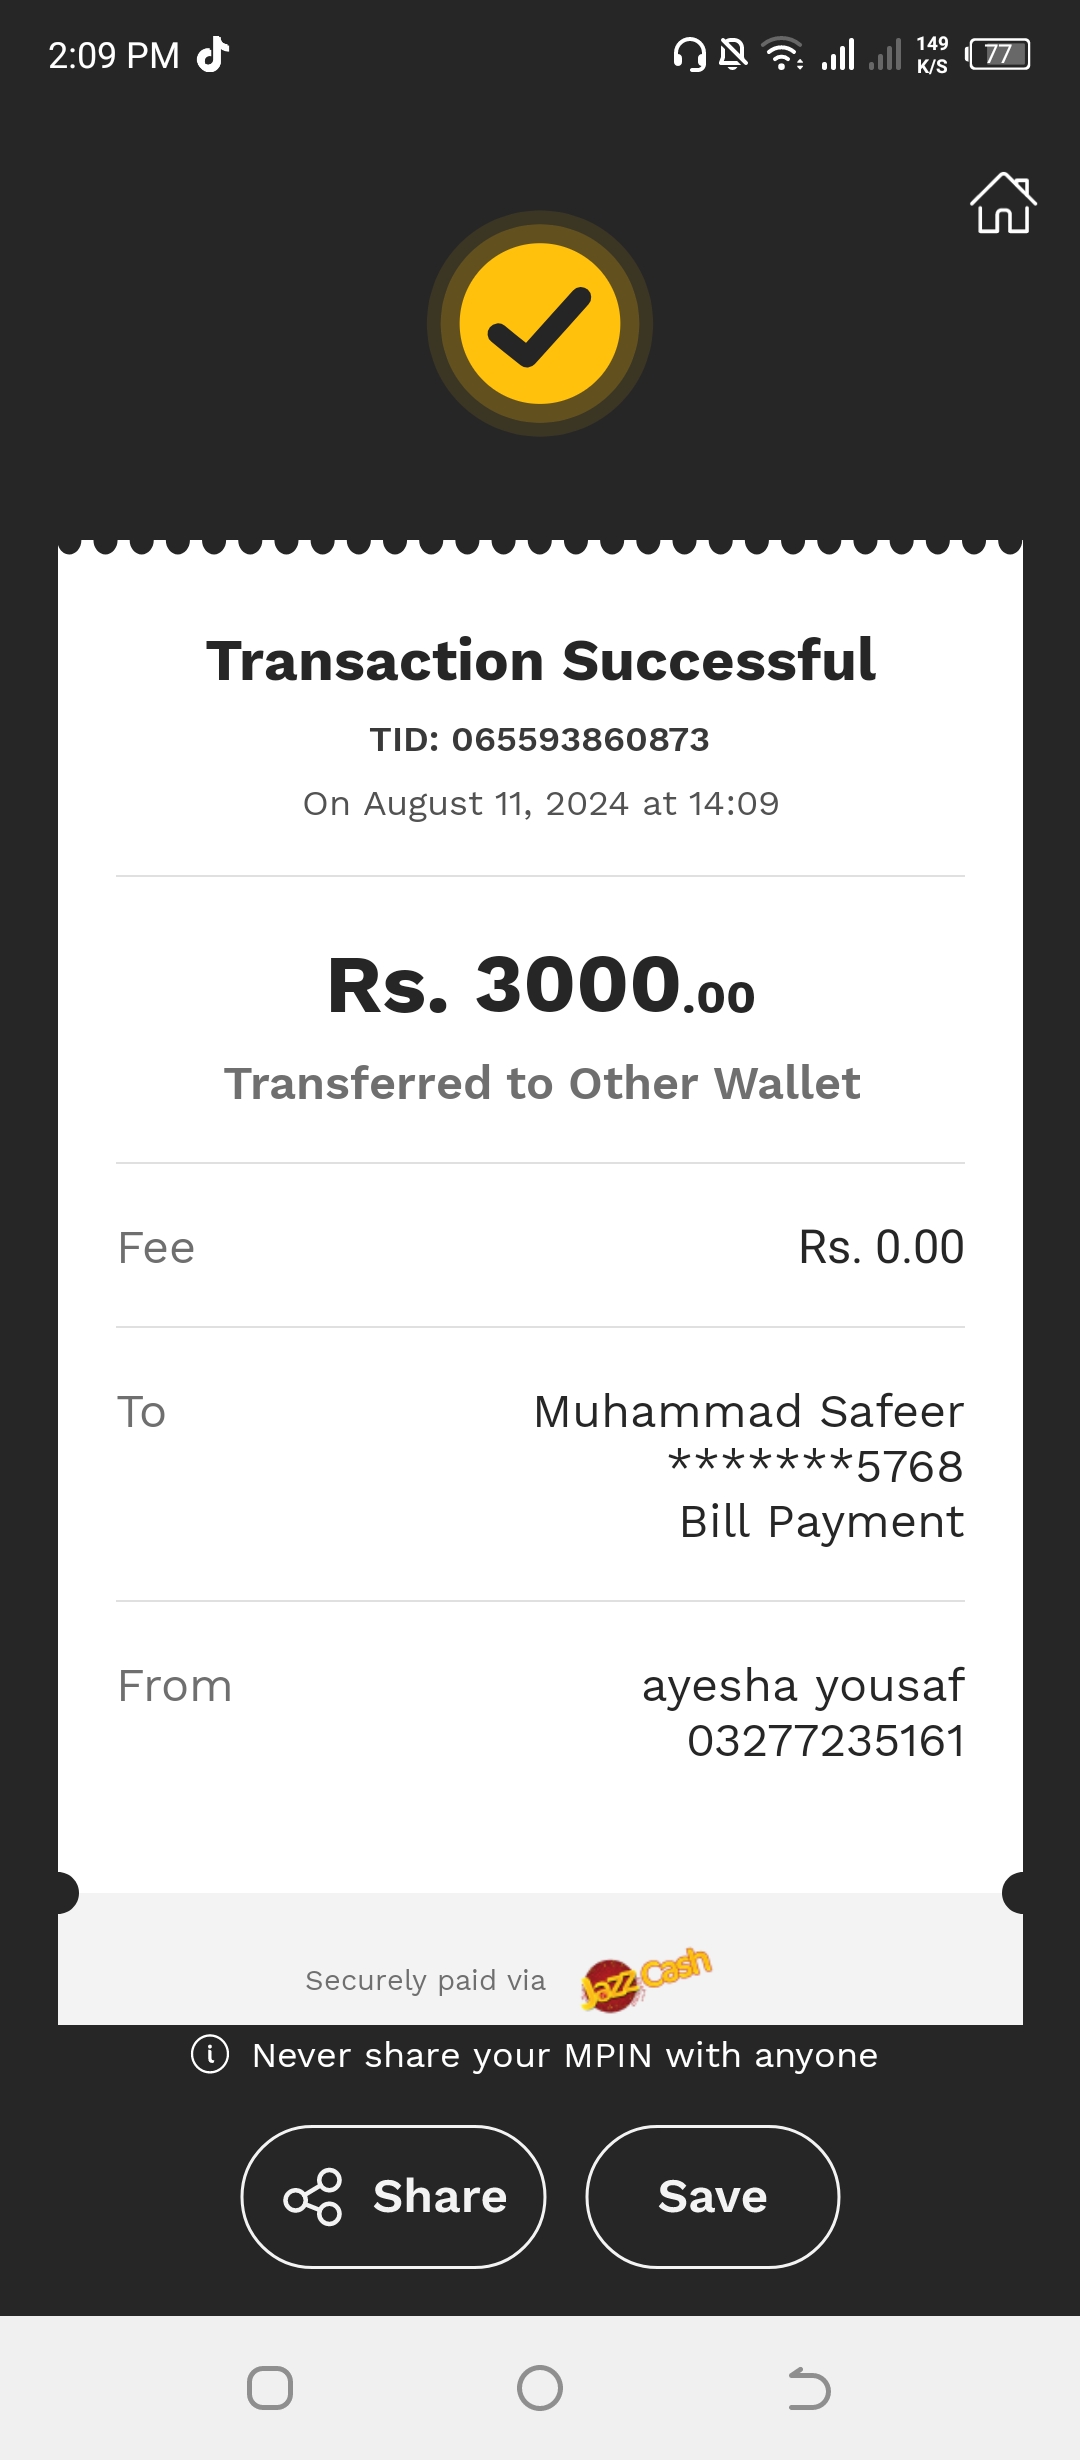 2:09 PM
149
K/S
77
Transaction Successful
TID: 065593860873
On August 11, 2024 at 14:09
Rs. 3000.00
Transferred to Other Wallet
Fee Rs. 0.00
To Muhammad Safeer
*******5768
Bill Payment
From ayesha yousaf
03277235161
Securely paid via JazzCash
Never share your MPIN with anyone
Share Save